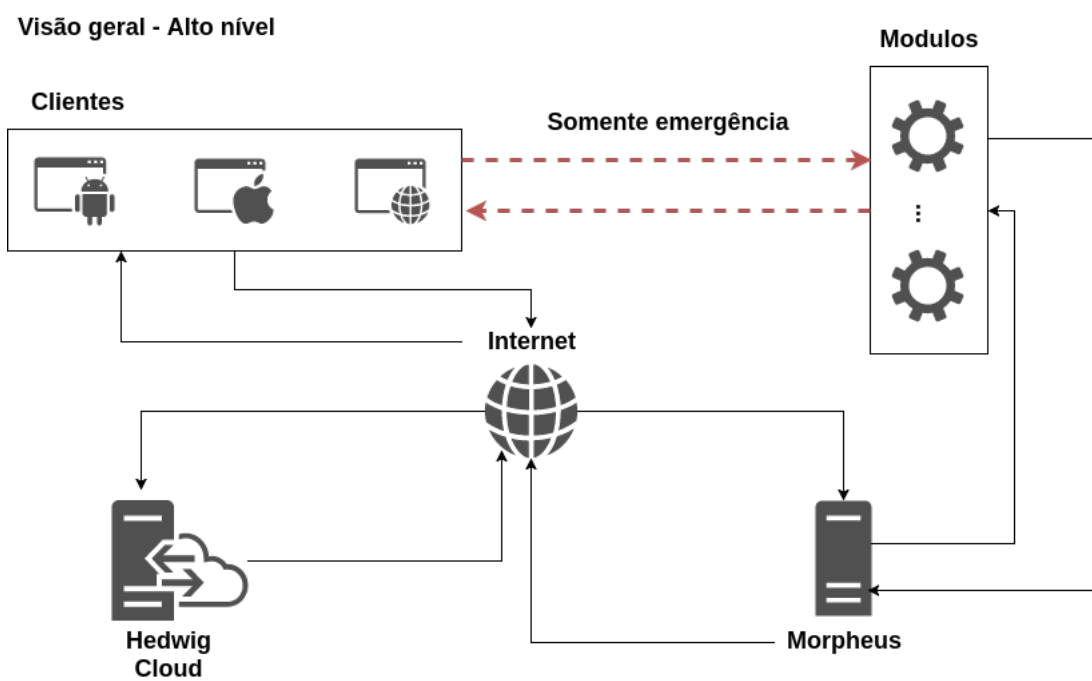 Visão geral - Alto nível
Modulos
Clientes
Somente emergência
...
Internet
Hedwig
Cloud
Morpheus